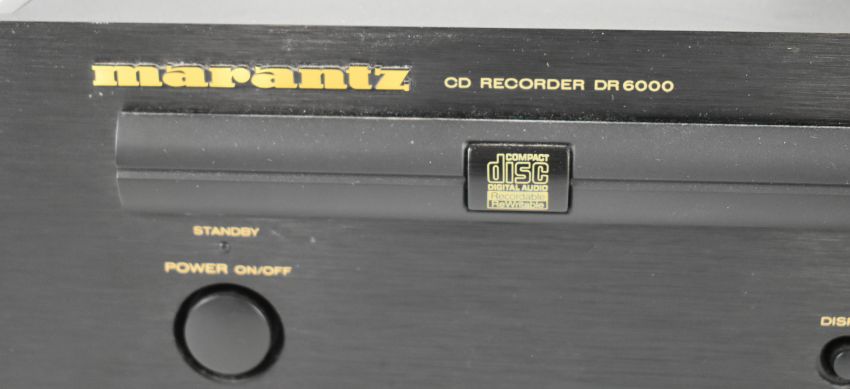 marantz CD RECORDER DR6000
COMPACT
disc
DIGITAL AUDIO
Recordable
ReWritable
STANDBY
POWER ON/OFF